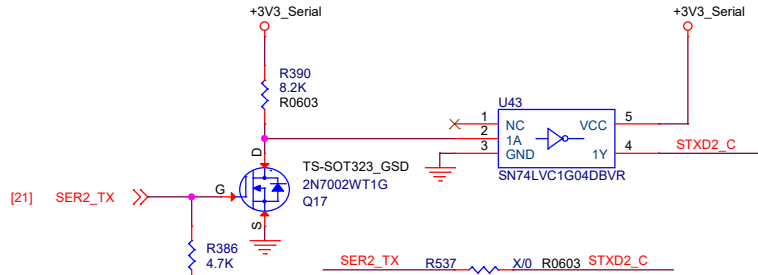 +3V3_Serial
+3V3_Serial
R390
8.2K
R0603
U43
1
NC
VCC
5
2
1A
3
GND
1Y
4
STXD2_C
SN74LVC1G04DBVR
D
TS-SOT323_GSD
2N7002WT1G
Q17
G
S
[21]
SER2_TX
R386
4.7K
SER2_TX
R537
X/0
R0603
STXD2_C